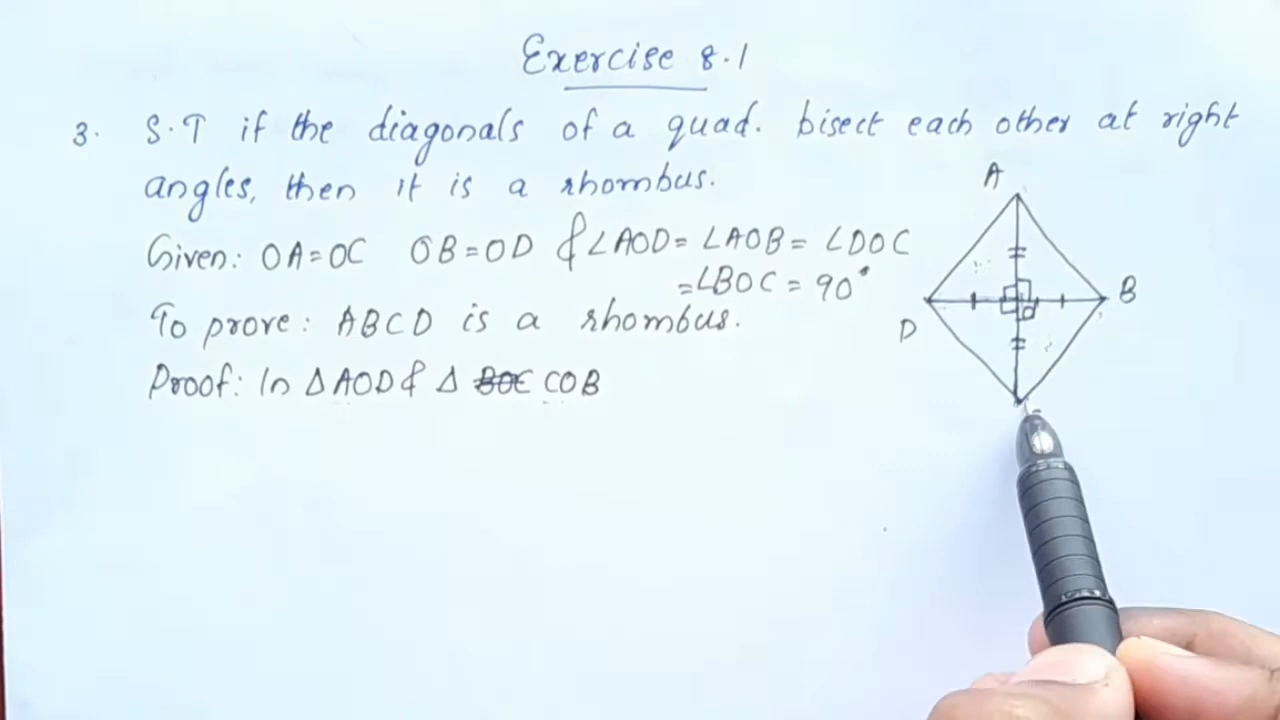 Exercise 8.1
3. S.T if the diagonals of a quad. bisect each other at right
angles, then it is a rhombus.
Given: OA=OC OB=OD & ∠AOD= ∠AOB= ∠DOC
=∠BOC = 90°
To prove: ABCD is a rhombus.
Proof: In Δ AOD & Δ BOC COB
A
B
D